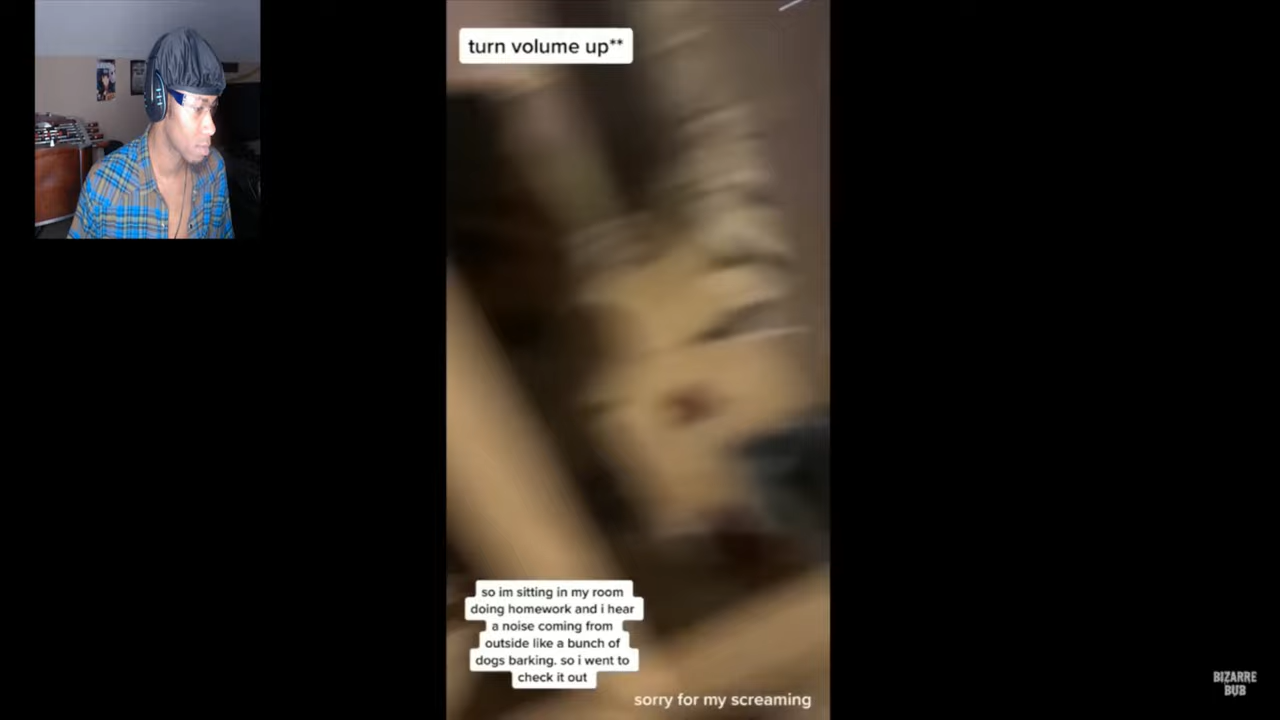 turn volume up**
so im sitting in my room
doing homework and i hear
a noise coming from
outside like a bunch of
dogs barking. so i went to
check it out
sorry for my screaming
BIZARRE
BUB